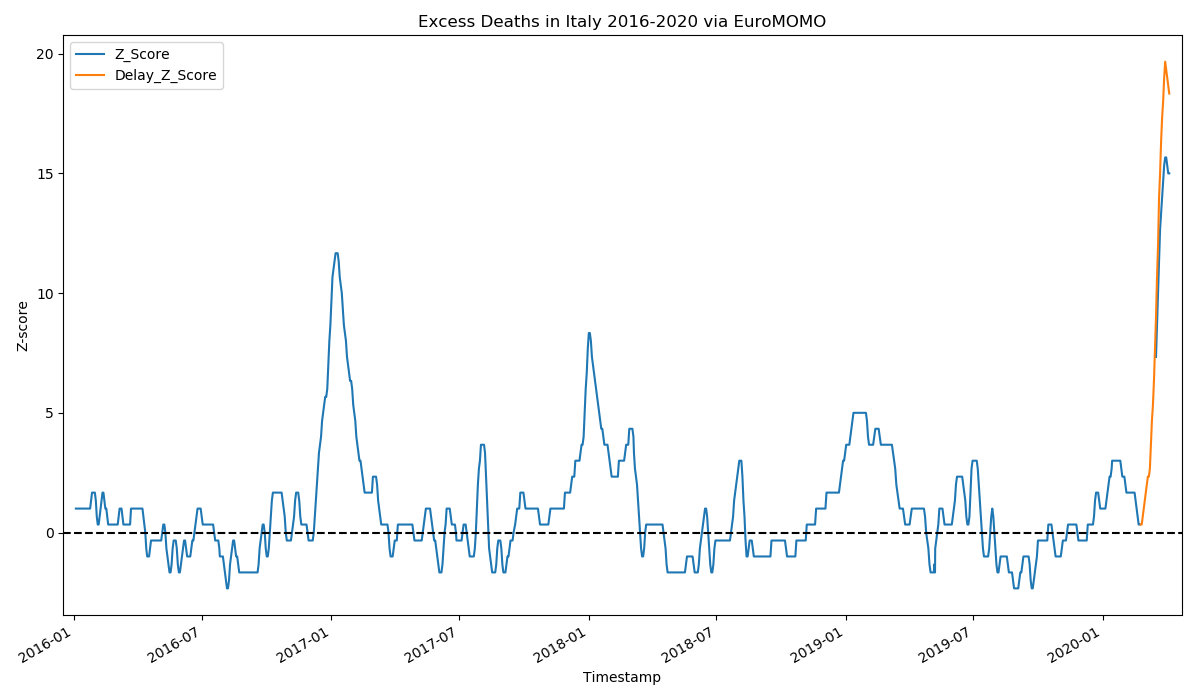 Excess Deaths in Italy 2016-2020 via EuroMOMO
Z_Score
Delay_Z_Score
Z-score
20
15
10
5
0
2016-01
2016-07
2017-01
2017-07
2018-01
2018-07
2019-01
2019-07
2020-01
Timestamp